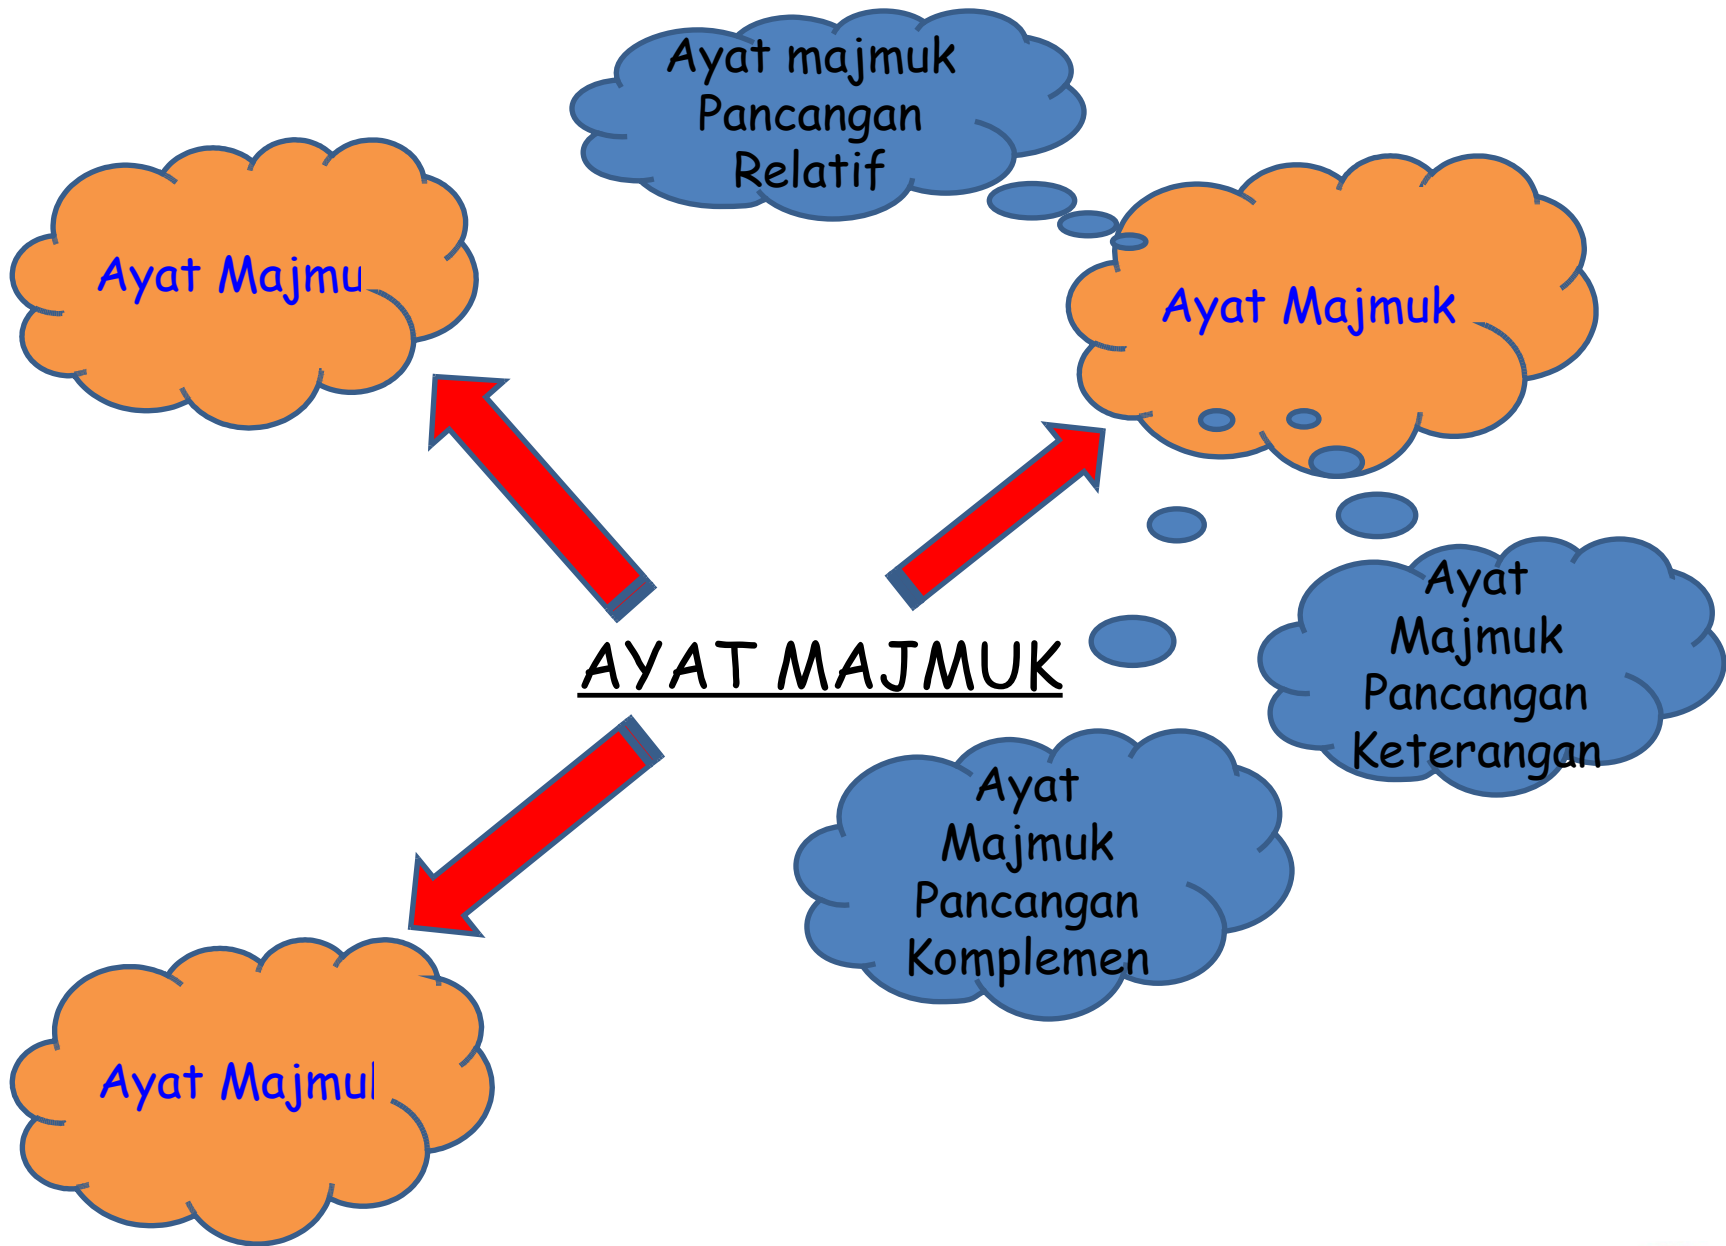 Ayat majmuk
Pancangan
Relatif
Ayat Majmu
Ayat Majmuk
AYAT MAJMUK
Ayat
Majmuk
Pancangan
Keterangan
Ayat
Majmuk
Pancangan
Komplemen
Ayat